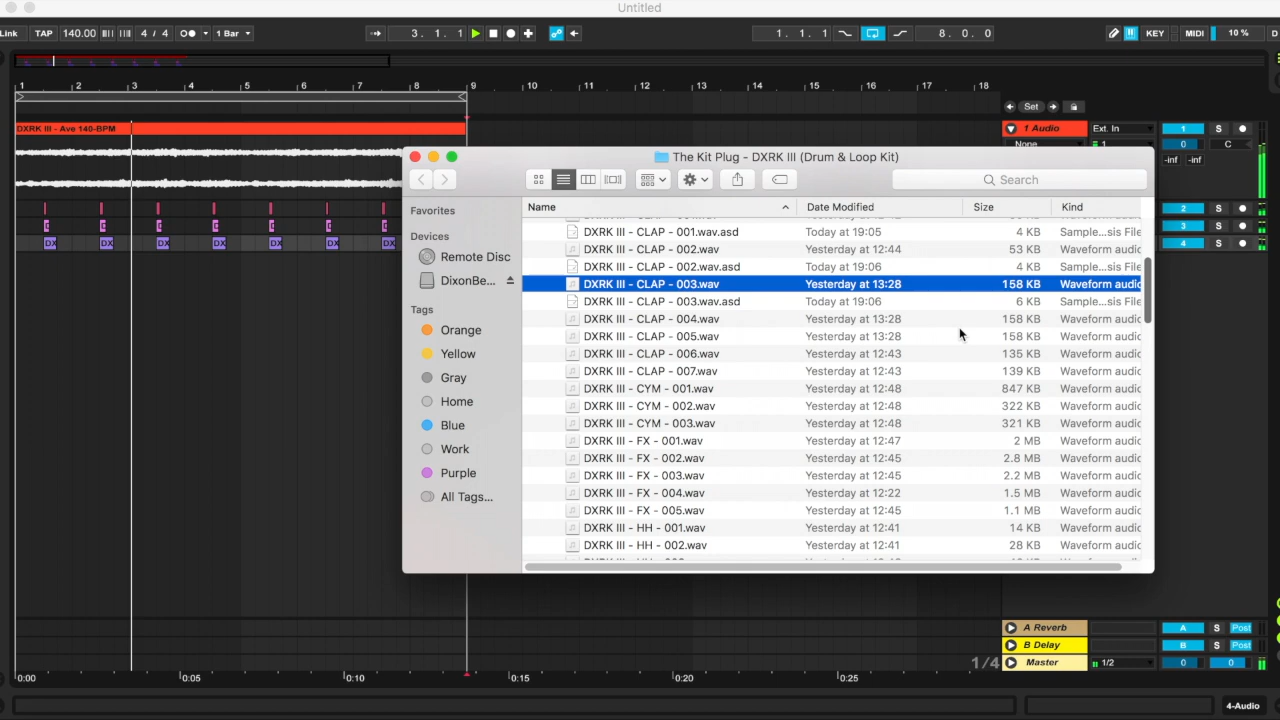 Untitled
Link TAP 140.00 4 / 4 1 Bar 3. 1. 1 1. 1. 1 8. 0. 0 KEY MIDI 10 % D
1 2 3 4 5 6 7 8 9 10 11 12 13 14 15 16 17 18
Set
DXRK III - Ave 140-BPM
1 Audio Ext. In 1 S
None 1 0 C
-inf -inf
2 S
3 S
DX DX DX DX DX DX DX 4 S
The Kit Plug - DXRK III (Drum & Loop Kit)
Search
Favorites
Devices
Remote Disc
DixonBe...
Tags
Orange
Yellow
Gray
Home
Blue
Work
Purple
All Tags...
Name Date Modified Size Kind
DXRK III - CLAP - 001.wav.asd Today at 19:05 4 KB Sample...sis File
DXRK III - CLAP - 002.wav Yesterday at 12:44 53 KB Waveform audio
DXRK III - CLAP - 002.wav.asd Today at 19:06 4 KB Sample...sis File
DXRK III - CLAP - 003.wav Yesterday at 13:28 158 KB Waveform audio
DXRK III - CLAP - 003.wav.asd Today at 19:06 6 KB Sample...sis File
DXRK III - CLAP - 004.wav Yesterday at 13:28 158 KB Waveform audio
DXRK III - CLAP - 005.wav Yesterday at 13:28 158 KB Waveform audio
DXRK III - CLAP - 006.wav Yesterday at 12:43 135 KB Waveform audio
DXRK III - CLAP - 007.wav Yesterday at 12:43 139 KB Waveform audio
DXRK III - CYM - 001.wav Yesterday at 12:48 847 KB Waveform audio
DXRK III - CYM - 002.wav Yesterday at 12:48 322 KB Waveform audio
DXRK III - CYM - 003.wav Yesterday at 12:48 321 KB Waveform audio
DXRK III - FX - 001.wav Yesterday at 12:47 2 MB Waveform audio
DXRK III - FX - 002.wav Yesterday at 12:45 2.8 MB Waveform audio
DXRK III - FX - 003.wav Yesterday at 12:45 2.2 MB Waveform audio
DXRK III - FX - 004.wav Yesterday at 12:22 1.5 MB Waveform audio
DXRK III - FX - 005.wav Yesterday at 12:45 1.1 MB Waveform audio
DXRK III - HH - 001.wav Yesterday at 12:41 14 KB Waveform audio
DXRK III - HH - 002.wav Yesterday at 12:41 28 KB Waveform audio
A Reverb A S Post
B Delay B S Post
1/4 Master 1/2 0 0
0:00 0:05 0:10 0:15 0:20 0:25
4-Audio